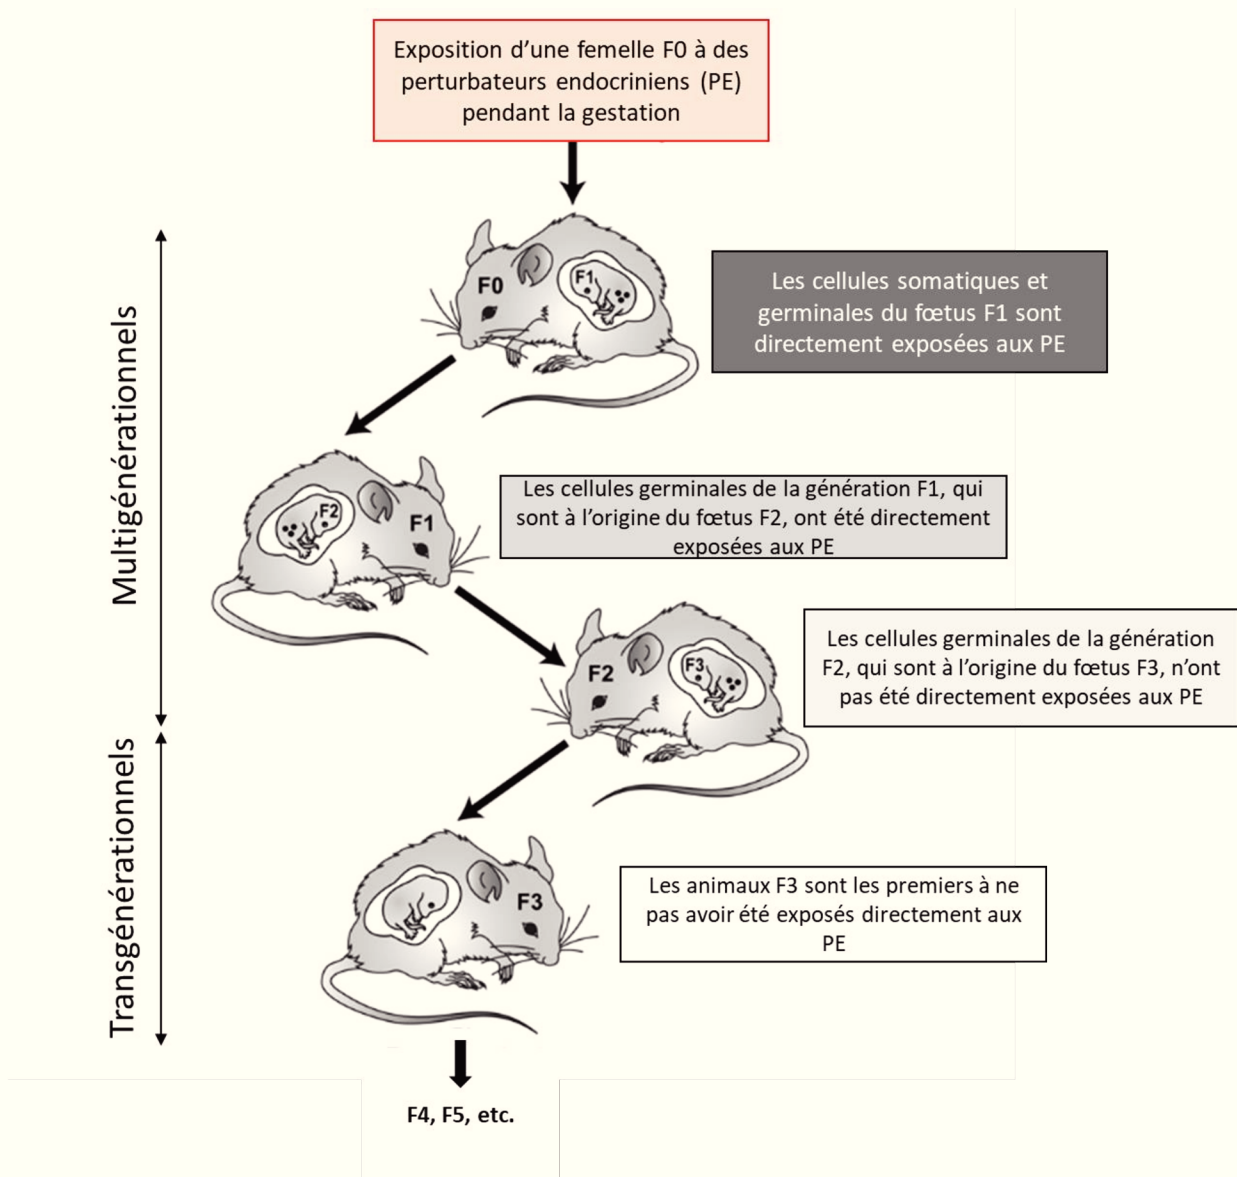 Exposition d’une femelle F0 à des
perturbateurs endocriniens (PE)
pendant la gestation
F0
F1
Les cellules somatiques et
germinales du fœtus F1 sont
directement exposées aux PE
Multigénérationnels
F2
F1
Les cellules germinales de la génération F1, qui
sont à l’origine du fœtus F2, ont été directement
exposées aux PE
F2
F3
Les cellules germinales de la génération
F2, qui sont à l’origine du fœtus F3, n’ont
pas été directement exposées aux PE
Transgénérationnels
F3
Les animaux F3 sont les premiers à ne
pas avoir été exposés directement aux
PE
F4, F5, etc.